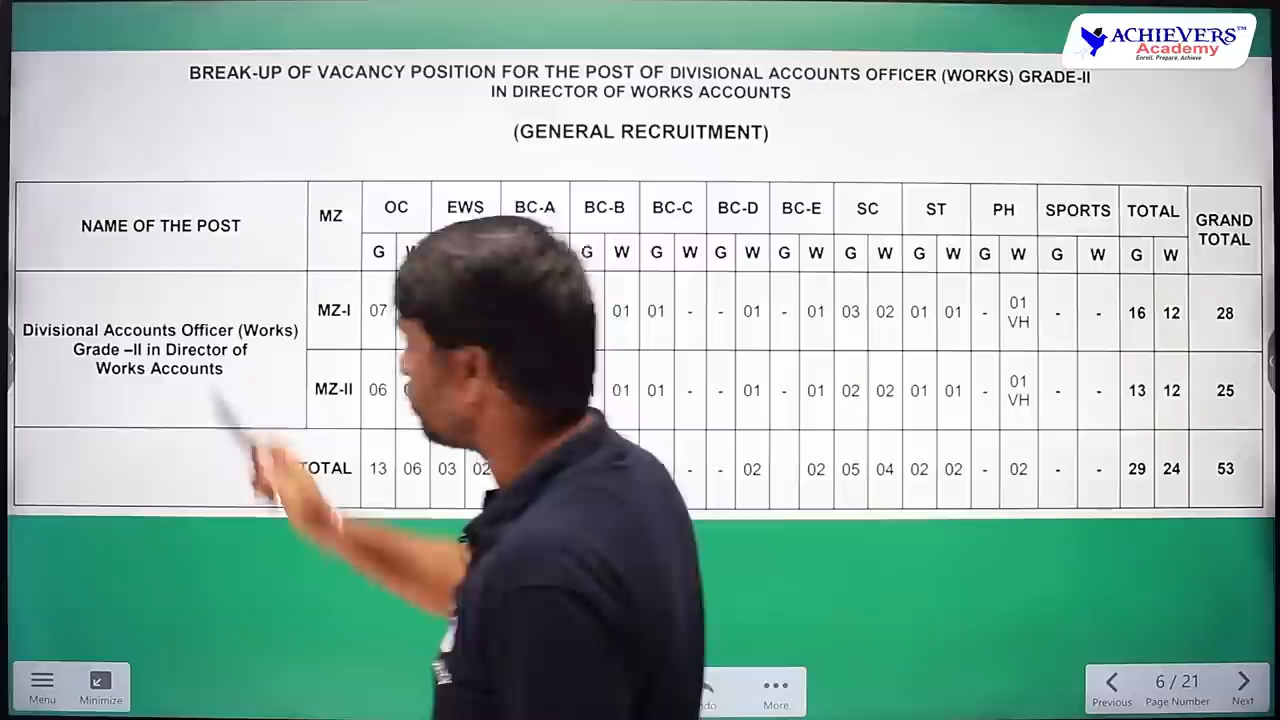 ACHIEVERS™
Academy
Enroll. Prepare. Achieve
BREAK-UP OF VACANCY POSITION FOR THE POST OF DIVISIONAL ACCOUNTS OFFICER (WORKS) GRADE-II
IN DIRECTOR OF WORKS ACCOUNTS
(GENERAL RECRUITMENT)
NAME OF THE POST MZ OC EWS BC-A BC-B BC-C BC-D BC-E SC ST PH SPORTS TOTAL GRAND TOTAL
G G W G W G W G W G W G W G W G W G W
Divisional Accounts Officer (Works)
Grade –II in Director of
Works Accounts
MZ-I 07 01 01 - - 01 - 01 03 02 01 01 - 01 VH - - 16 12 28
MZ-II 06 01 01 - - 01 - 01 02 02 01 01 - 01 VH - - 13 12 25
TOTAL 13 06 03 02 - - 02 02 05 04 02 02 - 02 - - 29 24 53
Menu Minimize More Previous 6 / 21 Page Number Next